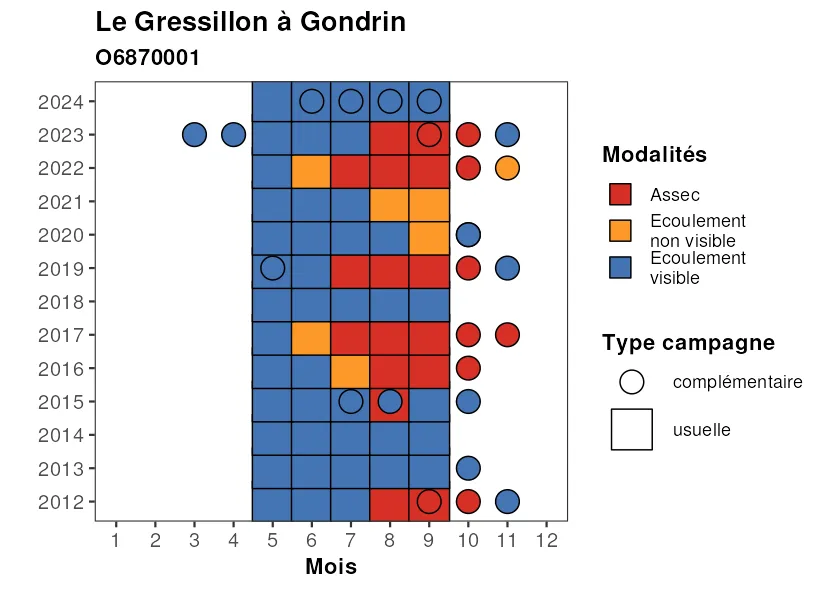 Le Gressillon à Gondrin
O6870001
2024
2023
2022
2021
2020
2019
2018
2017
2016
2015
2014
2013
2012
1 2 3 4 5 6 7 8 9 10 11 12
Mois
Modalités
Assec
Ecoulement
non visible
Ecoulement
visible
Type campagne
complémentaire
usuelle